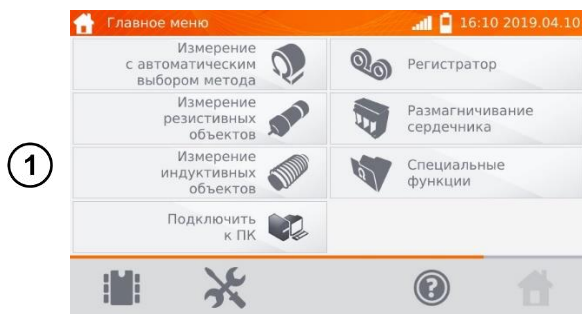 Главное меню
16:10 2019.04.10
Измерение
с автоматическим
выбором метода
Регистратор
Измерение
резистивных
объектов
Размагничивание
сердечника
1
Измерение
индуктивных
объектов
Специальные
функции
Подключить
к ПК